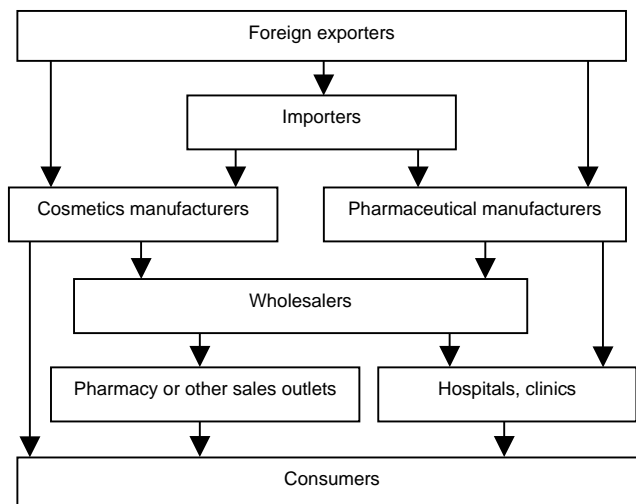 Foreign exporters
Importers
Cosmetics manufacturers
Pharmaceutical manufacturers
Wholesalers
Pharmacy or other sales outlets
Hospitals, clinics
Consumers